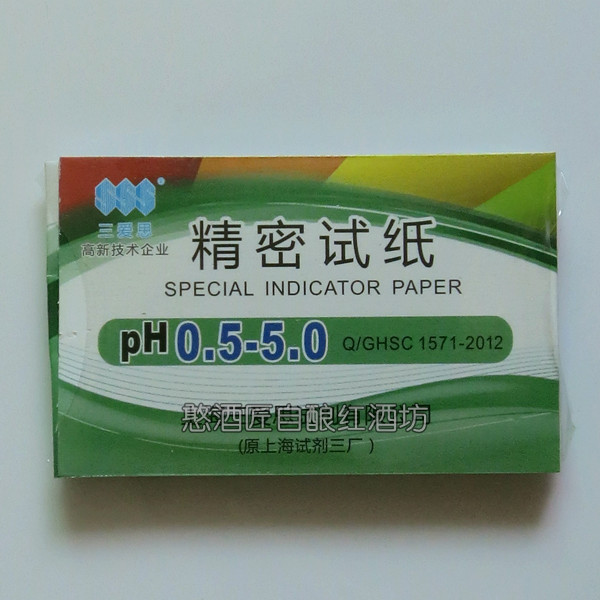 SSS®
三爱思
高新技术企业
精密试纸
SPECIAL INDICATOR PAPER
pH 0.5-5.0 Q/GHSC 1571-2012
憨酒匠自酿红酒坊
(原上海试剂三厂)